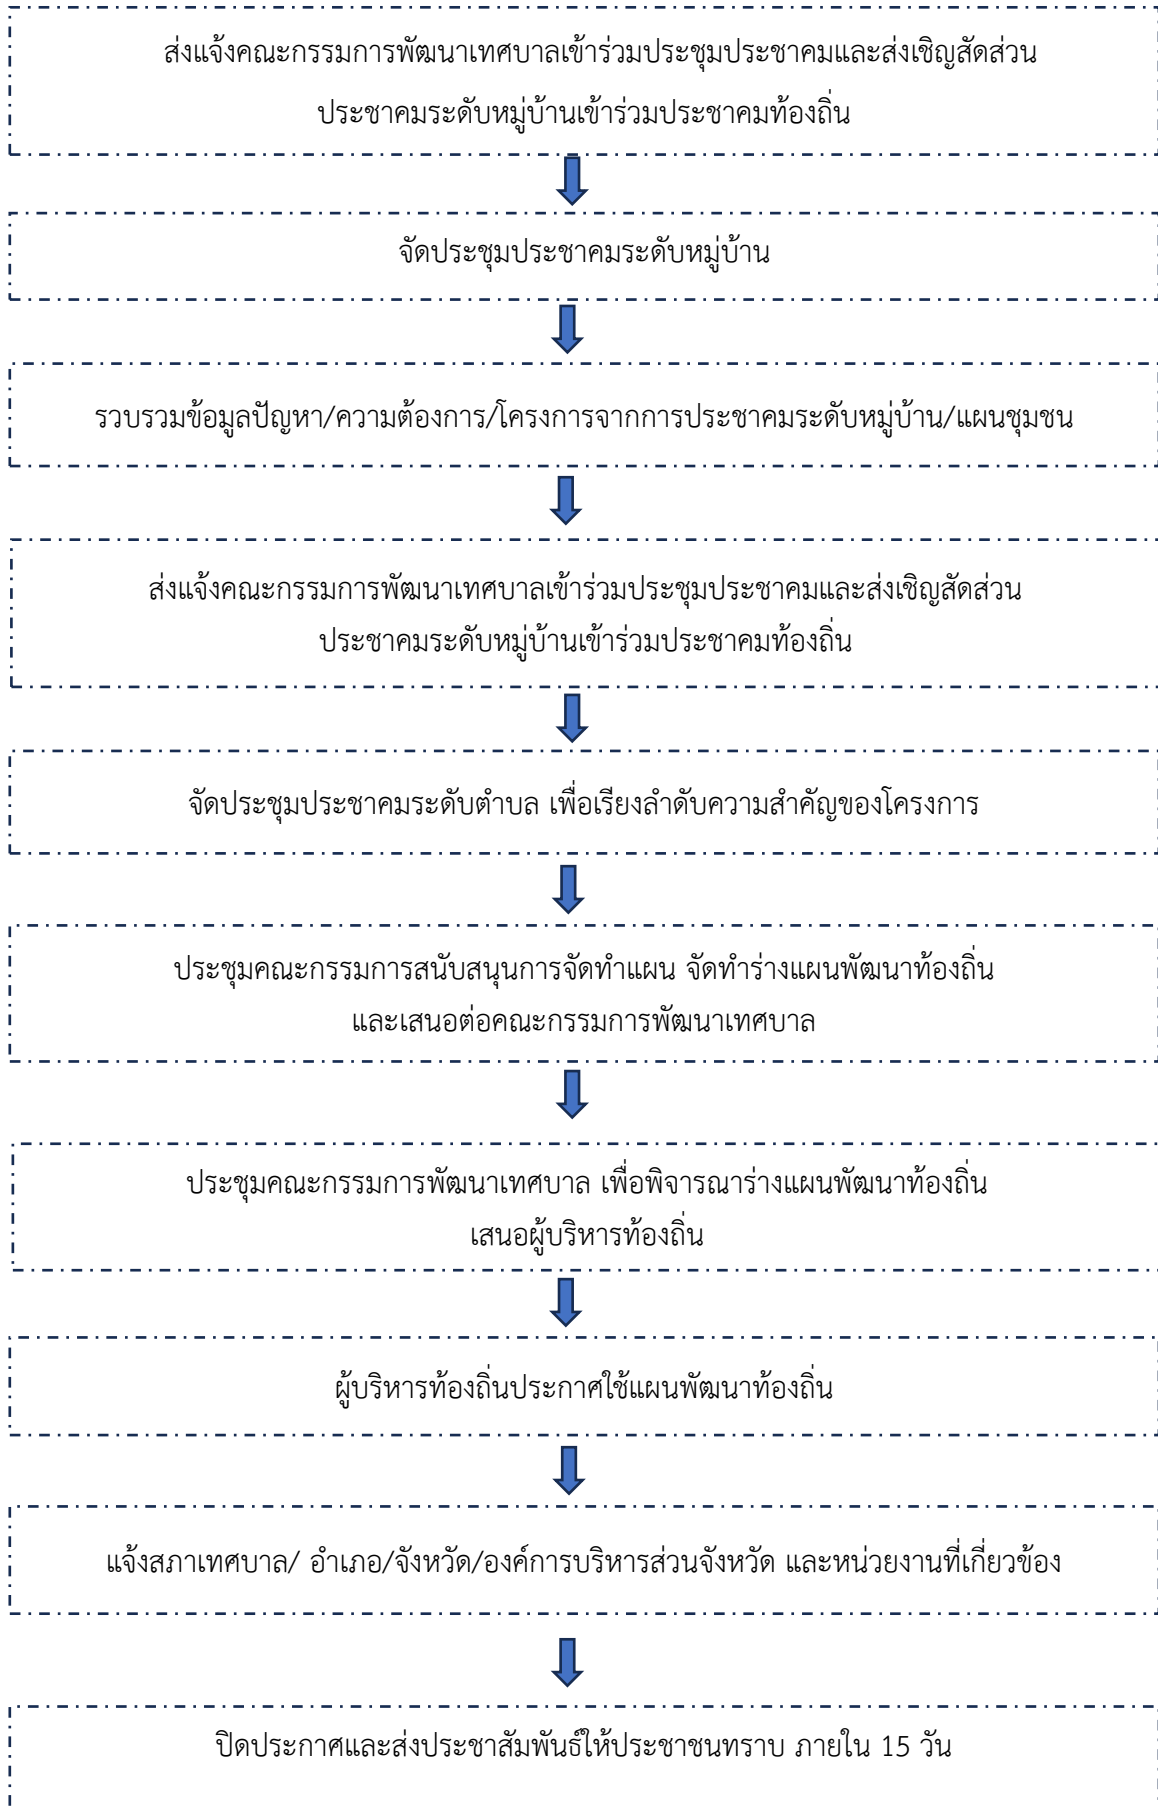 ส่งแจ้งคณะกรรมการพัฒนาเทศบาลเข้าร่วมประชุมประชาคมและส่งเชิญสัดส่วน
ประชาคมระดับหมู่บ้านเข้าร่วมประชาคมท้องถิ่น
จัดประชุมประชาคมระดับหมู่บ้าน
รวบรวมข้อมูลปัญหา/ความต้องการ/โครงการจากการประชาคมระดับหมู่บ้าน/แผนชุมชน
ส่งแจ้งคณะกรรมการพัฒนาเทศบาลเข้าร่วมประชุมประชาคมและส่งเชิญสัดส่วน
ประชาคมระดับหมู่บ้านเข้าร่วมประชาคมท้องถิ่น
จัดประชุมประชาคมระดับตำบล เพื่อเรียงลำดับความสำคัญของโครงการ
ประชุมคณะกรรมการสนับสนุนการจัดทำแผน จัดทำร่างแผนพัฒนาท้องถิ่น
และเสนอต่อคณะกรรมการพัฒนาเทศบาล
ประชุมคณะกรรมการพัฒนาเทศบาล เพื่อพิจารณาร่างแผนพัฒนาท้องถิ่น
เสนอผู้บริหารท้องถิ่น
ผู้บริหารท้องถิ่นประกาศใช้แผนพัฒนาท้องถิ่น
แจ้งสภาเทศบาล/ อำเภอ/จังหวัด/องค์การบริหารส่วนจังหวัด และหน่วยงานที่เกี่ยวข้อง
ปิดประกาศและส่งประชาสัมพันธ์ให้ประชาชนทราบ ภายใน 15 วัน